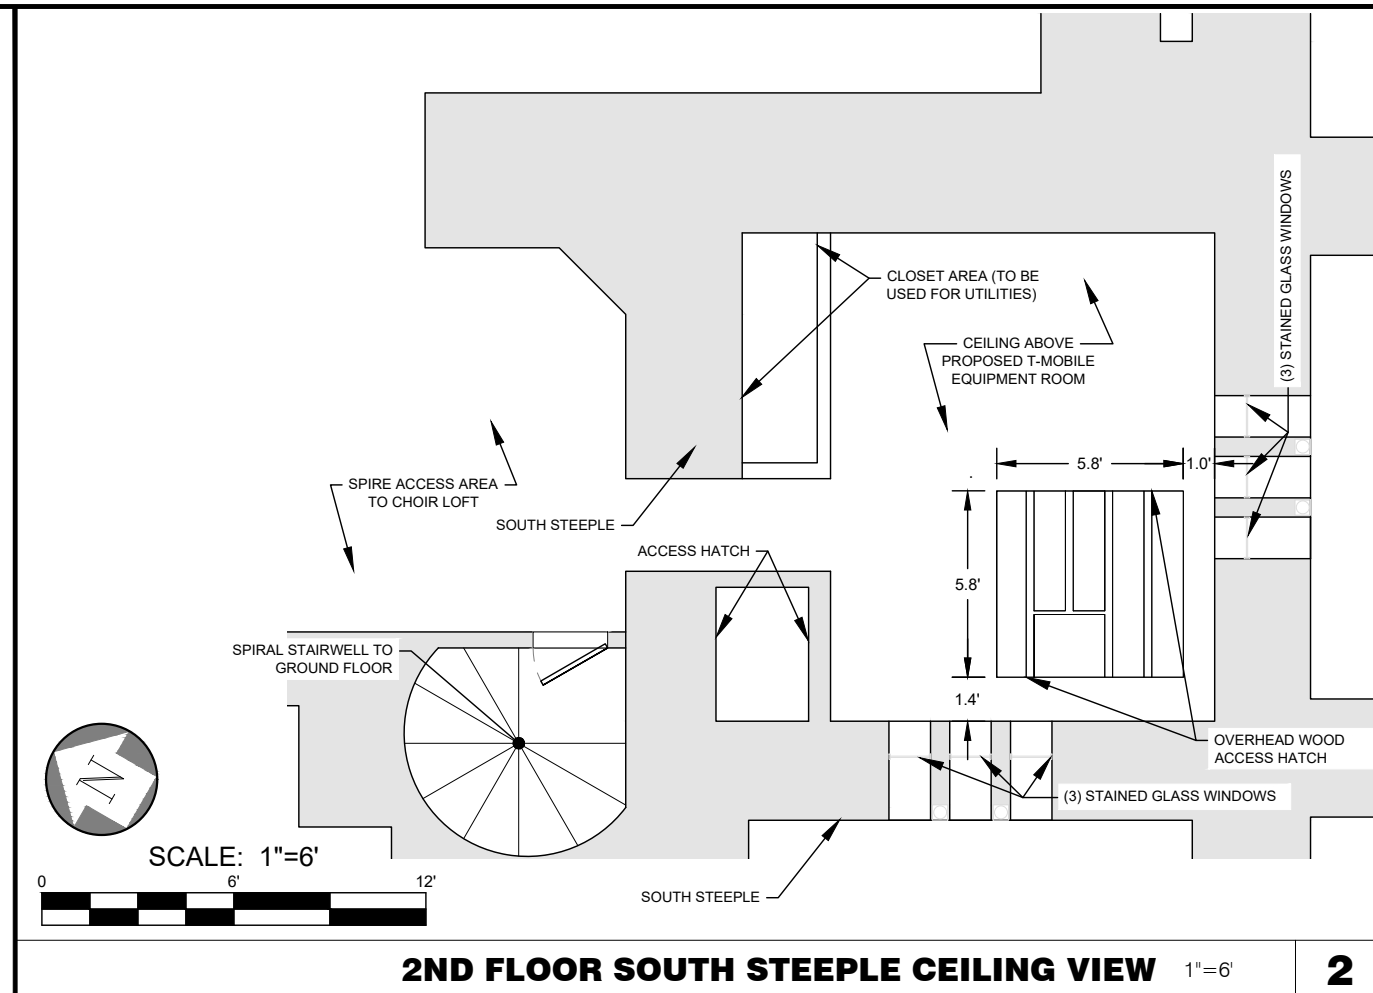 (3) STAINED GLASS WINDOWS
CLOSET AREA (TO BE
USED FOR UTILITIES)
CEILING ABOVE
PROPOSED T-MOBILE
EQUIPMENT ROOM
5.8'
1.0'
SPIRE ACCESS AREA
TO CHOIR LOFT
SOUTH STEEPLE
ACCESS HATCH
5.8'
SPIRAL STAIRWELL TO
GROUND FLOOR
1.4'
OVERHEAD WOOD
ACCESS HATCH
N
(3) STAINED GLASS WINDOWS
SCALE: 1"=6'
0 6' 12'
SOUTH STEEPLE
2ND FLOOR SOUTH STEEPLE CEILING VIEW 1"=6' 2